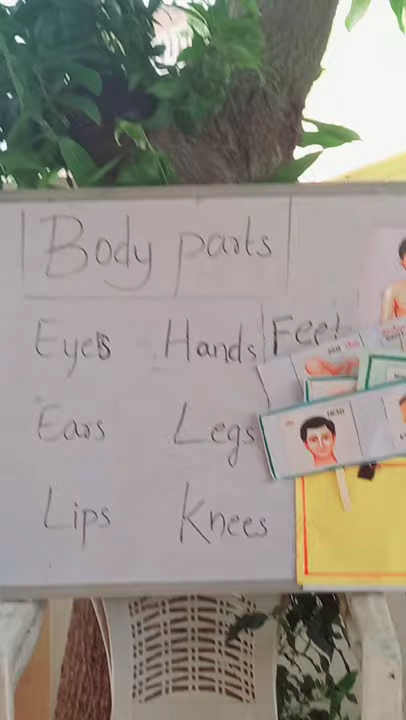 Body parts
Eyes Hands Feet
Ears Legs
Lips Knees
HEAD